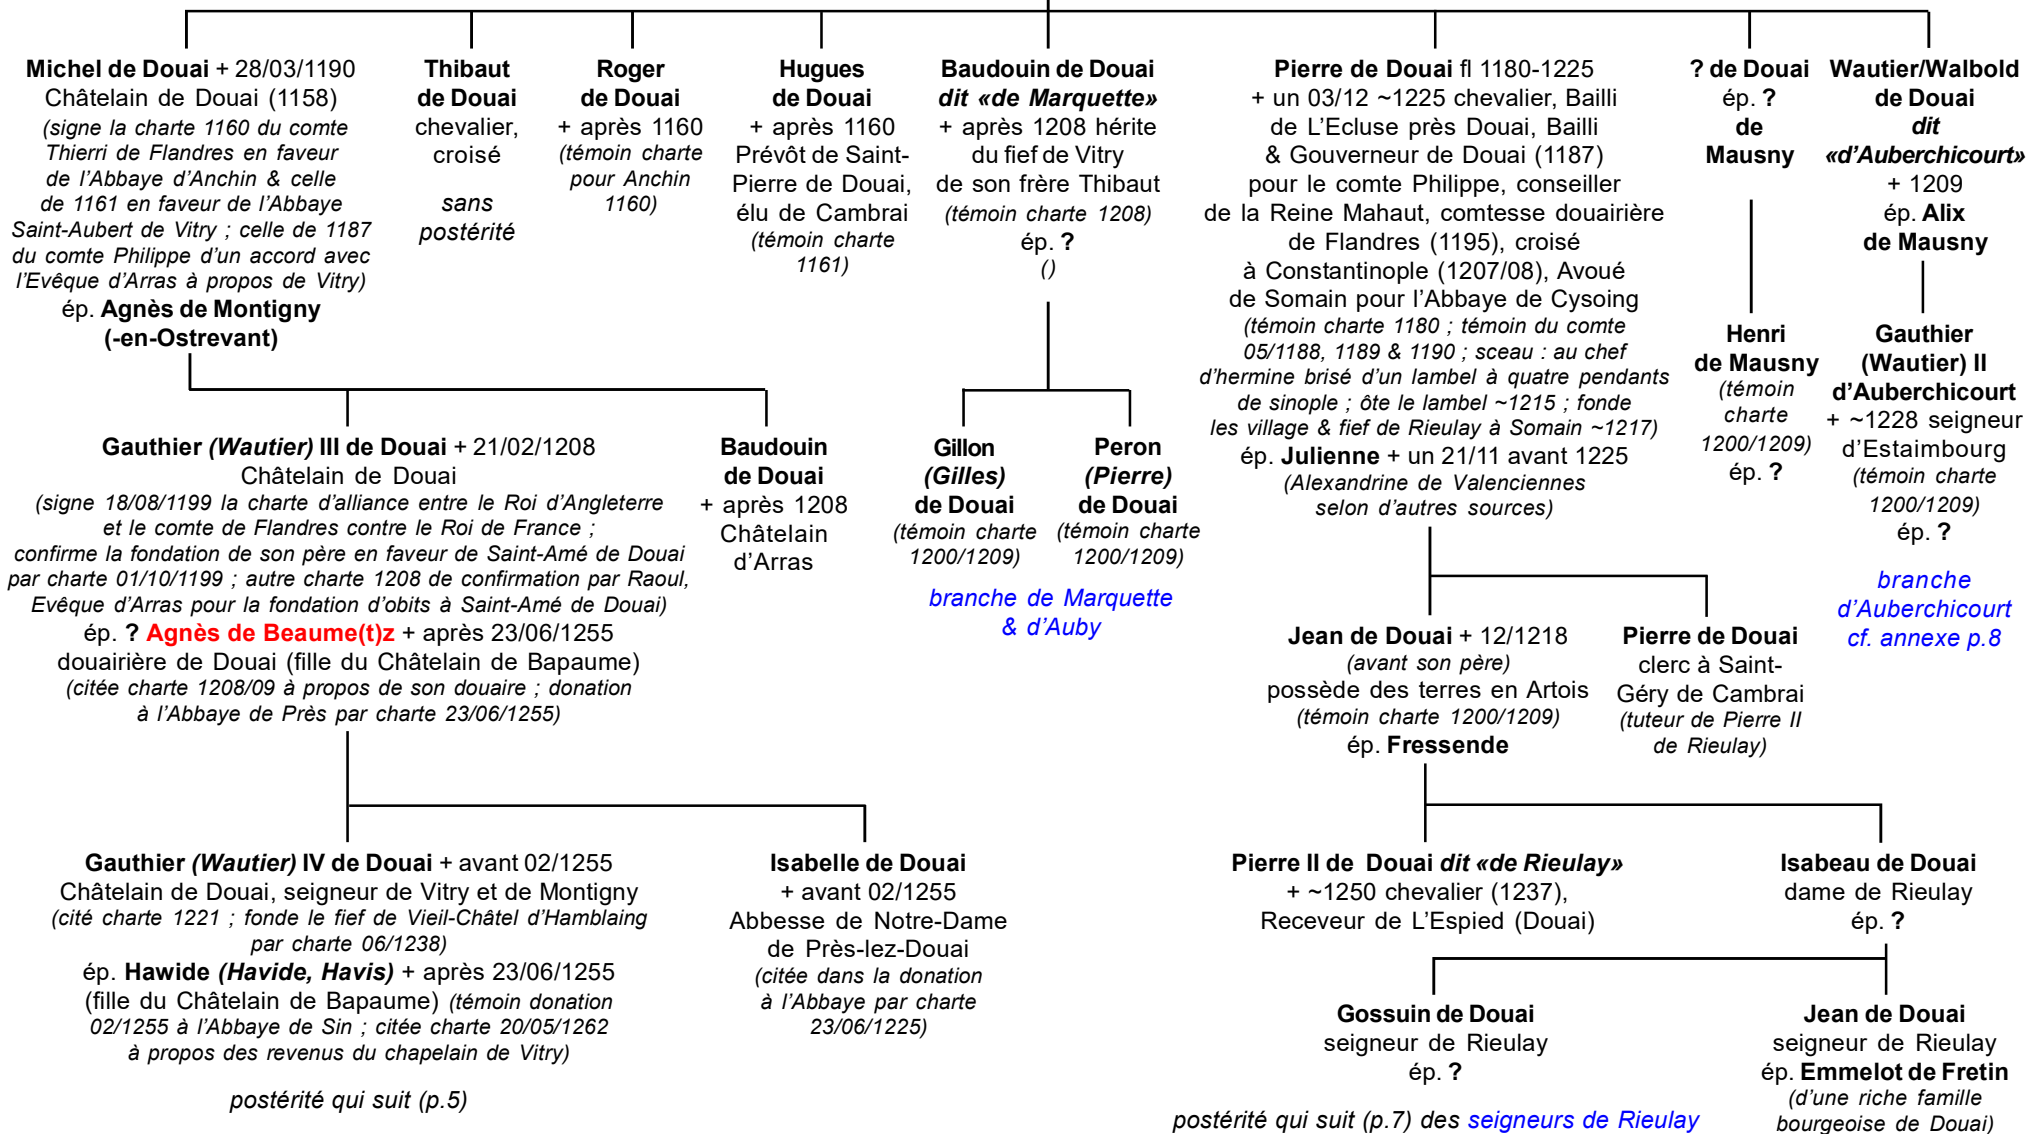 Michel de Douai + 28/03/1190
Châtelain de Douai (1158)
(signe la charte 1160 du comte
Thierri de Flandres en faveur
de l'Abbaye d'Anchin & celle
de 1161 en faveur de l'Abbaye
Saint-Aubert de Vitry ; celle de 1187
du comte Philippe d'un accord avec
l'Evêque d'Arras à propos de Vitry)
ép. Agnès de Montigny
(-en-Ostrevant)
Thibaut
de Douai
chevalier,
croisé
sans
postérité
Roger
de Douai
+ après 1160
(témoin charte
pour Anchin
1160)
Hugues
de Douai
+ après 1160
Prévôt de Saint-
Pierre de Douai,
élu de Cambrai
(témoin charte
1161)
Baudouin de Douai
dit «de Marquette»
+ après 1208 hérite
du fief de Vitry
de son frère Thibaut
(témoin charte 1208)
ép. ?
()
Pierre de Douai fl 1180-1225
+ un 03/12 ~1225 chevalier, Bailli
de L'Ecluse près Douai, Bailli
& Gouverneur de Douai (1187)
pour le comte Philippe, conseiller
de la Reine Mahaut, comtesse douairière
de Flandres (1195), croisé
à Constantinople (1207/08), Avoué
de Somain pour l'Abbaye de Cysoing
(témoin charte 1180 ; témoin du comte
05/1188, 1189 & 1190 ; sceau : au chef
d'hermine brisé d'un lambel à quatre pendants
de sinople ; ôte le lambel ~1215 ; fonde
les village & fief de Rieulay à Somain ~1217)
ép. Julienne + un 21/11 avant 1225
(Alexandrine de Valenciennes
selon d'autres sources)
? de Douai
ép. ?
de
Mausny
Wautier/Walbold
de Douai
dit
«d'Auberchicourt»
+ 1209
ép. Alix
de Mausny
Gauthier (Wautier) III de Douai + 21/02/1208
Châtelain de Douai
(signe 18/08/1199 la charte d'alliance entre le Roi d'Angleterre
et le comte de Flandres contre le Roi de France ;
confirme la fondation de son père en faveur de Saint-Amé de Douai
par charte 01/10/1199 ; autre charte 1208 de confirmation par Raoul,
Evêque d'Arras pour la fondation d'obits à Saint-Amé de Douai)
ép. ? Agnès de Beaume(t)z + après 23/06/1255
douairière de Douai (fille du Châtelain de Bapaume)
(citée charte 1208/09 à propos de son douaire ; donation
à l'Abbaye de Près par charte 23/06/1255)
Baudouin
de Douai
+ après 1208
Châtelain
d'Arras
Gillon
(Gilles)
de Douai
(témoin charte
1200/1209)
Peron
(Pierre)
de Douai
(témoin charte
1200/1209)
branche de Marquette
& d'Auby
Henri
de Mausny
(témoin
charte
1200/1209)
ép. ?
Gauthier
(Wautier) II
d'Auberchicourt
+ ~1228 seigneur
d'Estaimbourg
(témoin charte
1200/1209)
ép. ?
branche
d'Auberchicourt
cf. annexe p.8
Jean de Douai + 12/1218
(avant son père)
possède des terres en Artois
(témoin charte 1200/1209)
ép. Fressende
Pierre de Douai
clerc à Saint-
Géry de Cambrai
(tuteur de Pierre II
de Rieulay)
Gauthier (Wautier) IV de Douai + avant 02/1255
Châtelain de Douai, seigneur de Vitry et de Montigny
(cité charte 1221 ; fonde le fief de Vieil-Châtel d'Hamblaing
par charte 06/1238)
ép. Hawide (Havide, Havis) + après 23/06/1255
(fille du Châtelain de Bapaume) (témoin donation
02/1255 à l'Abbaye de Sin ; citée charte 20/05/1262
à propos des revenus du chapelain de Vitry)
postérité qui suit (p.5)
Isabelle de Douai
+ avant 02/1255
Abbesse de Notre-Dame
de Près-lez-Douai
(citée dans la donation
à l'Abbaye par charte
23/06/1225)
Pierre II de Douai dit «de Rieulay»
+ ~1250 chevalier (1237),
Receveur de L'Espied (Douai)
Isabeau de Douai
dame de Rieulay
ép. ?
Gossuin de Douai
seigneur de Rieulay
ép. ?
Jean de Douai
seigneur de Rieulay
ép. Emmelot de Fretin
(d'une riche famille
bourgeoise de Douai)
postérité qui suit (p.7) des seigneurs de Rieulay